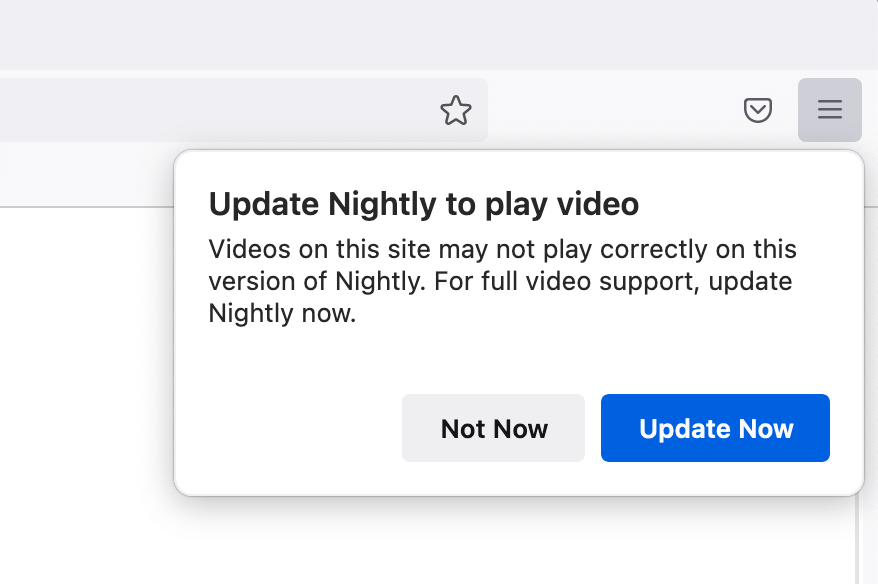 Update Nightly to play video
Videos on this site may not play correctly on this
version of Nightly. For full video support, update
Nightly now.
Not Now
Update Now